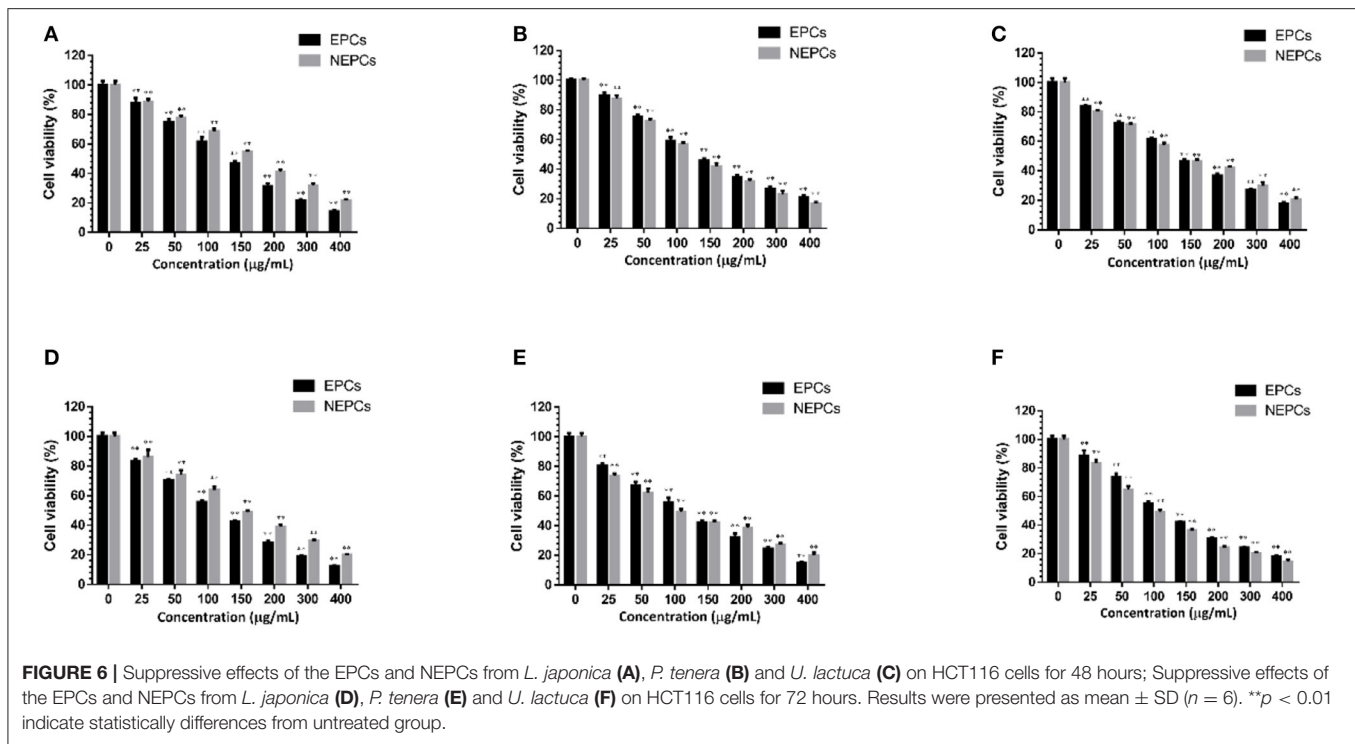 A
EPCs
NEPCs
Cell viability (%)
120
100
80
60
40
20
0
0 25 50 100 150 200 300 400
Concentration (µg/mL)
B
EPCs
NEPCs
Cell viability (%)
120
100
80
60
40
20
0
0 25 50 100 150 200 300 400
Concentration (µg/mL)
C
EPCs
NEPCs
Cell viability (%)
120
100
80
60
40
20
0
0 25 50 100 150 200 300 400
Concentration (µg/mL)
D
EPCs
NEPCs
Cell viability (%)
120
100
80
60
40
20
0
0 25 50 100 150 200 300 400
Concentration (µg/mL)
E
EPCs
NEPCs
Cell viability (%)
120
100
80
60
40
20
0
0 25 50 100 150 200 300 400
Concentration (µg/mL)
F
EPCs
NEPCs
Cell viability (%)
120
100
80
60
40
20
0
0 25 50 100 150 200 300 400
Concentration (µg/mL)
FIGURE 6 | Suppressive effects of the EPCs and NEPCs from L. japonica (A), P. tenera (B) and U. lactuca (C) on HCT116 cells for 48 hours; Suppressive effects of
the EPCs and NEPCs from L. japonica (D), P. tenera (E) and U. lactuca (F) on HCT116 cells for 72 hours. Results were presented as mean ± SD (n = 6). **p < 0.01
indicate statistically differences from untreated group.